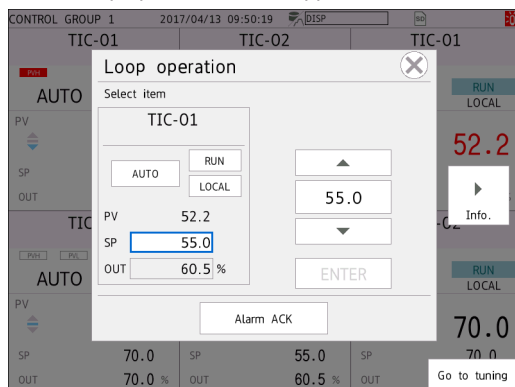 CONTROL GROUP 1 2017/04/13 09:50:19 DISP SD
TIC-01 TIC-02 TIC-01
PVH
AUTO
RUN
LOCAL
PV
52.2
SP
OUT
Info.
Loop operation
Select item
TIC-01
AUTO
RUN
LOCAL
PV 52.2
SP 55.0
OUT 60.5 %
55.0
ENTER
Alarm ACK
TIC
-02
PVH PVL
AUTO
RUN
LOCAL
PV
70.0
SP 70.0 SP 55.0 SP 70.0
OUT 70.0 % OUT 60.5 % OUT
Go to tuning